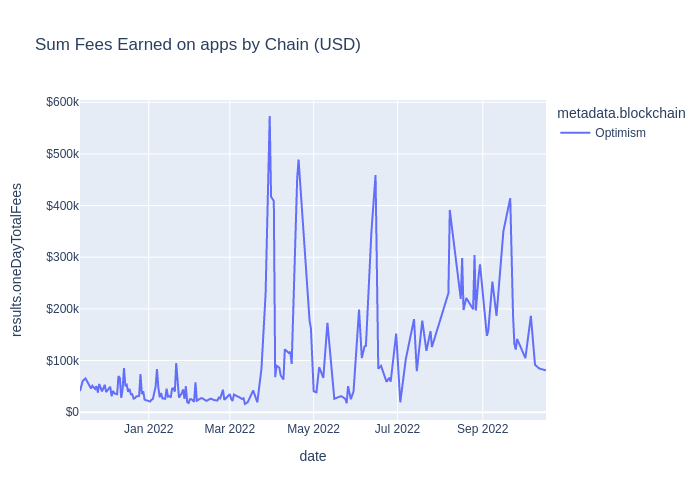 Sum Fees Earned on apps by Chain (USD)
metadata.blockchain
Optimism
$600k
$500k
$400k
$300k
$200k
$100k
$0
results.oneDayTotalFees
Jan 2022
Mar 2022
May 2022
Jul 2022
Sep 2022
date